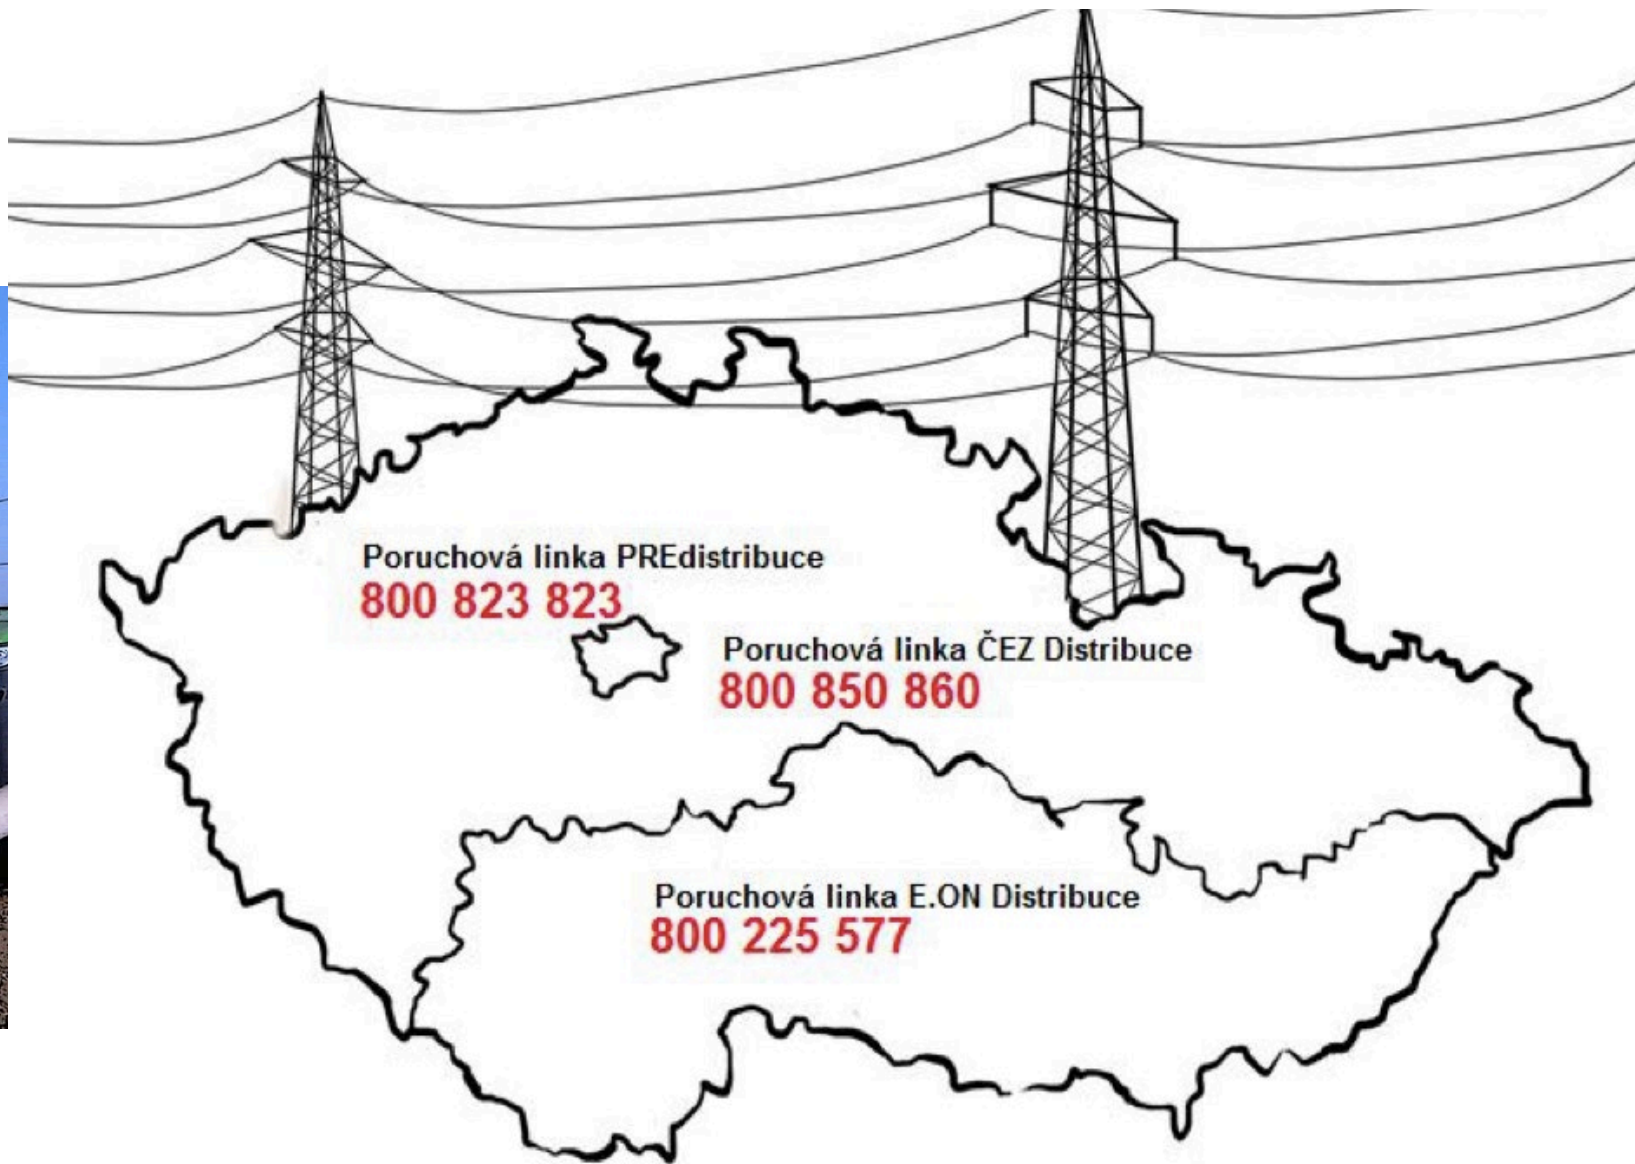 Poruchová linka PREdistribuce
800 823 823
Poruchová linka ČEZ Distribuce
800 850 860
Poruchová linka E.ON Distribuce
800 225 577